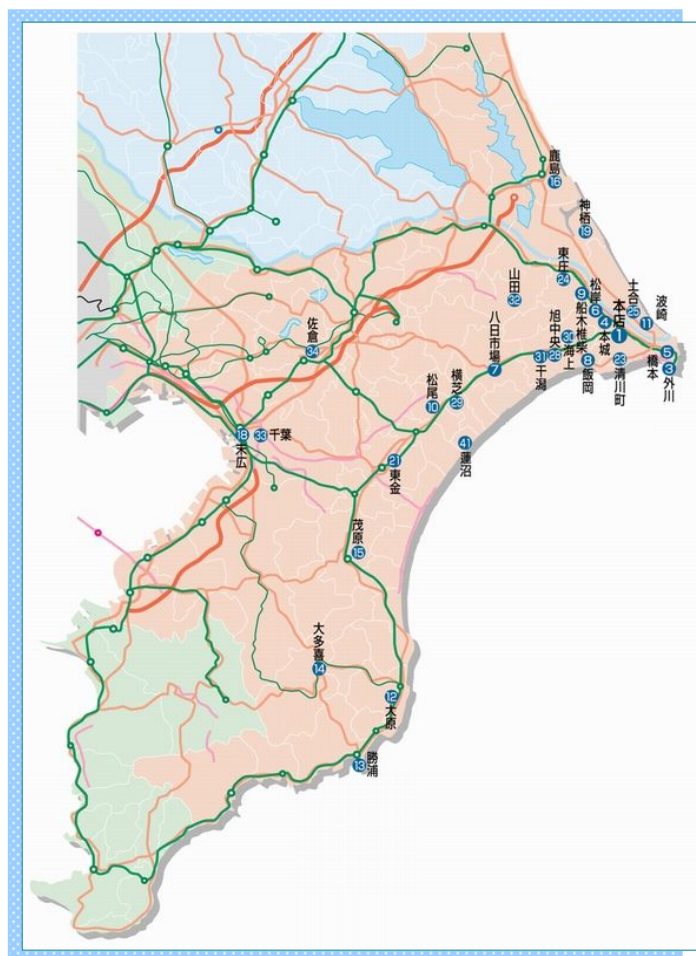 鹿島
16
神栖
19
東庄
24
山田
32
9
船木椎柴
松岸
6
4
本城
本店
1
土合
25
波崎
11
5
橋本
3
外川
23
清川町
8
飯岡
30
海上
旭中央
28
31
干潟
八日市場
7
佐倉
34
横芝
29
松尾
10
41
蓮沼
18
末広
33
千葉
21
東金
茂原
15
大多喜
14
12
大原
13
勝浦